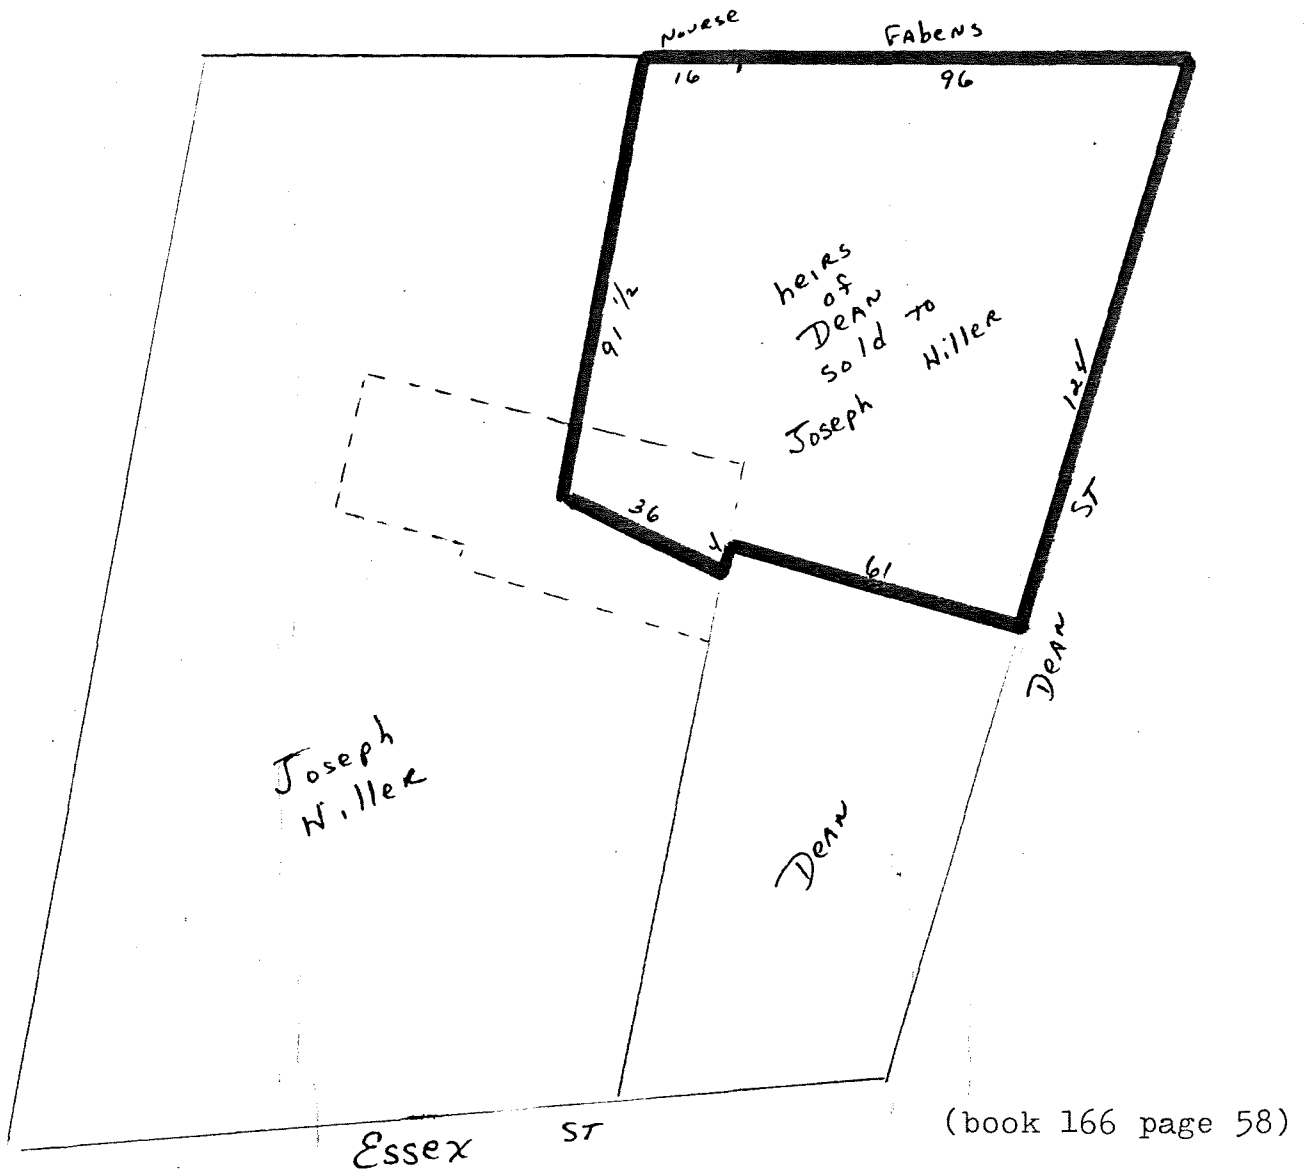 Nourse
Fabens
16
96
91 1/2
heirs
of
Dean
sold to
Joseph Hiller
124
36
4
61
ST
Dean
Joseph
Hiller
Dean
Essex ST
(book 166 page 58)